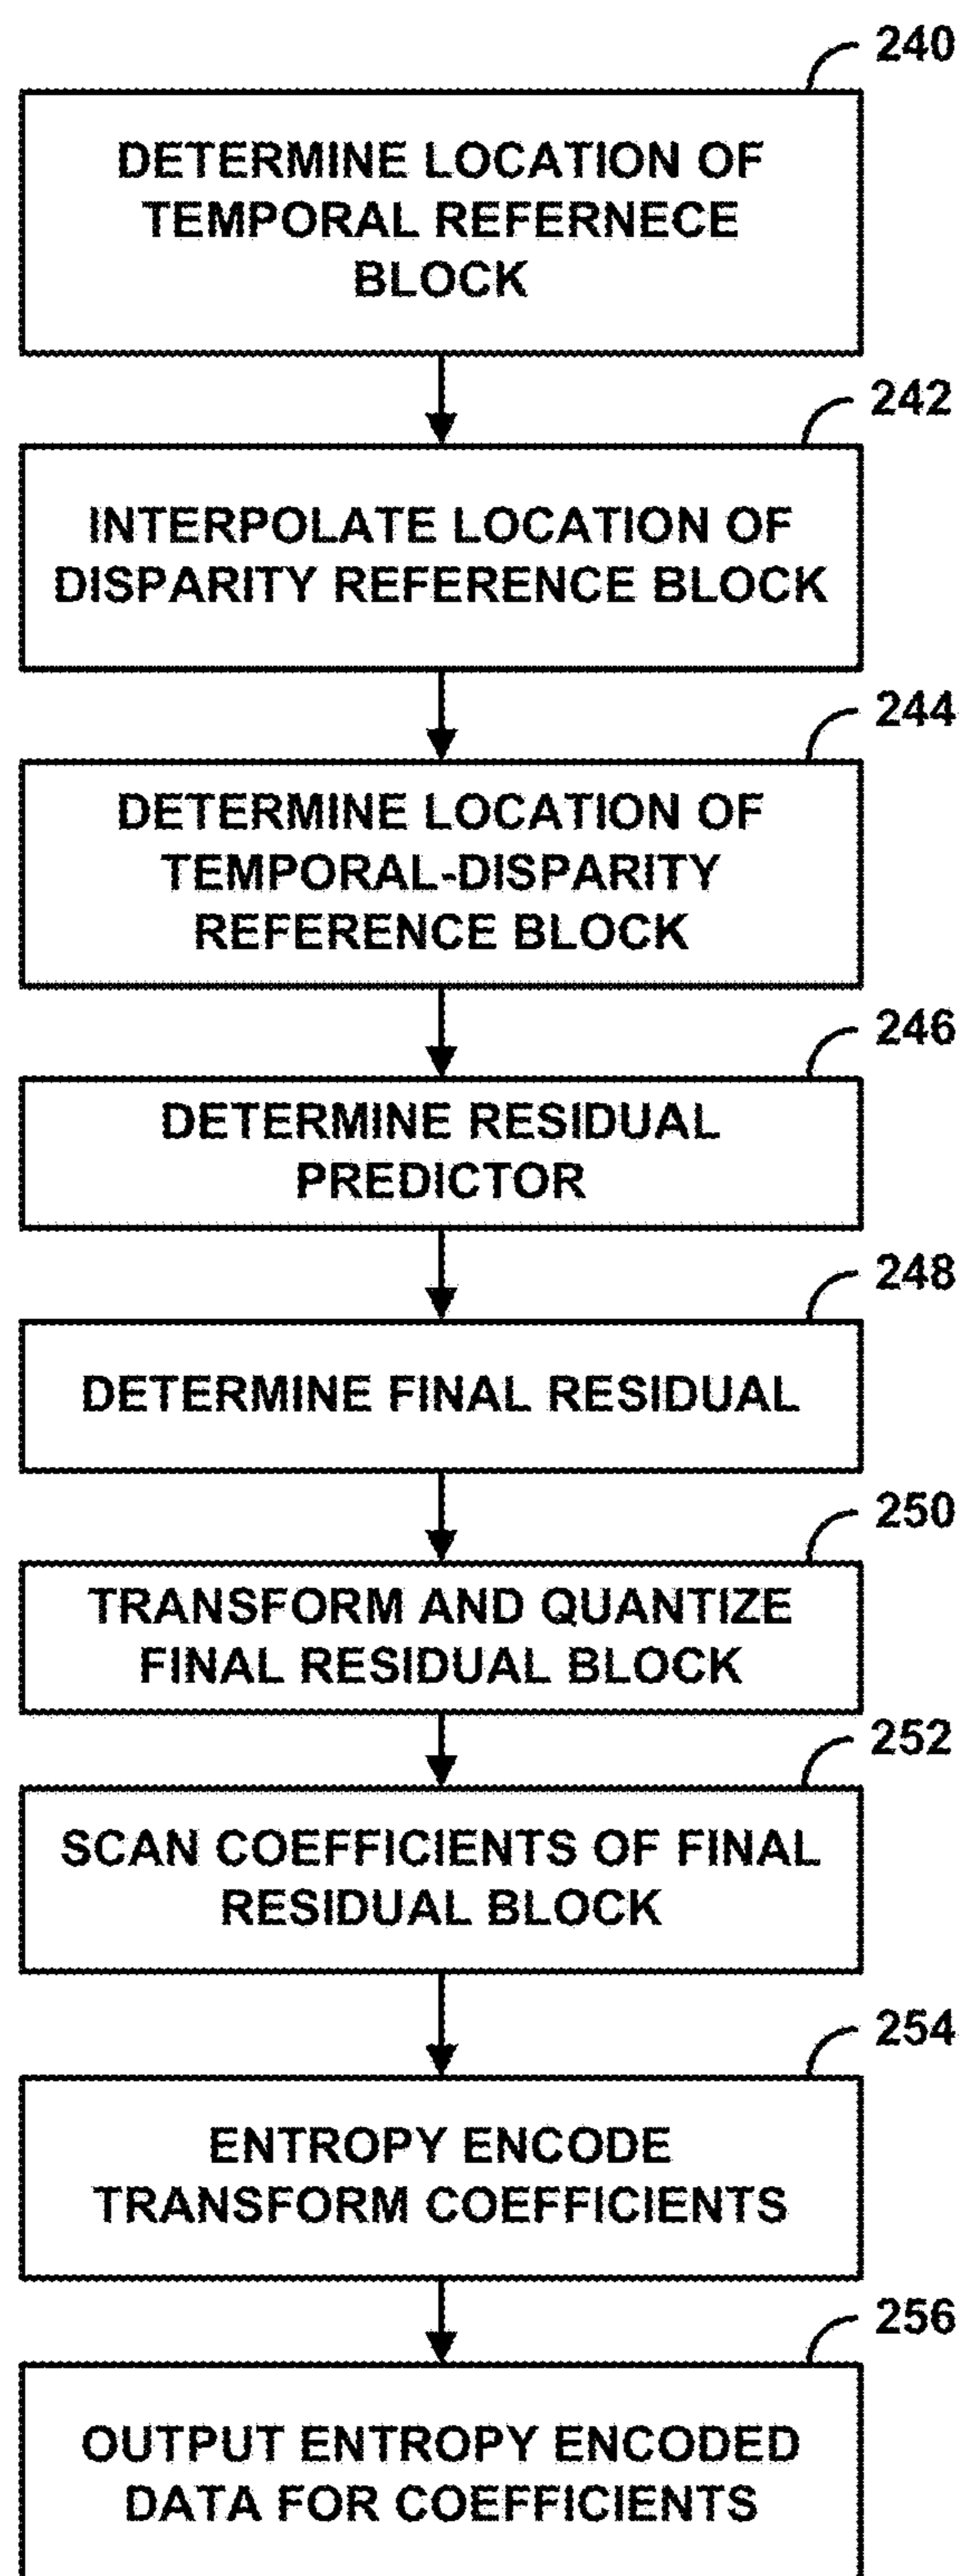 240
DETERMINE LOCATION OF
TEMPORAL REFERNECE
BLOCK
242
INTERPOLATE LOCATION OF
DISPARITY REFERENCE BLOCK
244
DETERMINE LOCATION OF
TEMPORAL-DISPARITY
REFERENCE BLOCK
246
DETERMINE RESIDUAL
PREDICTOR
248
DETERMINE FINAL RESIDUAL
250
TRANSFORM AND QUANTIZE
FINAL RESIDUAL BLOCK
252
SCAN COEFFICIENTS OF FINAL
RESIDUAL BLOCK
254
ENTROPY ENCODE
TRANSFORM COEFFICIENTS
256
OUTPUT ENTROPY ENCODED
DATA FOR COEFFICIENTS